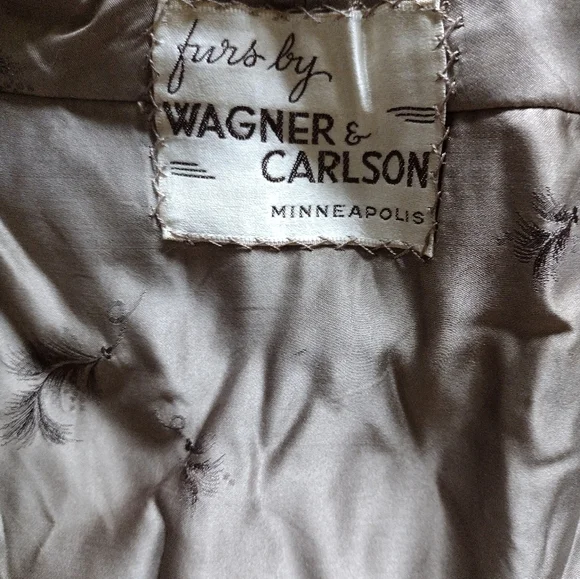 furs by
WAGNER &
CARLSON
MINNEAPOLIS